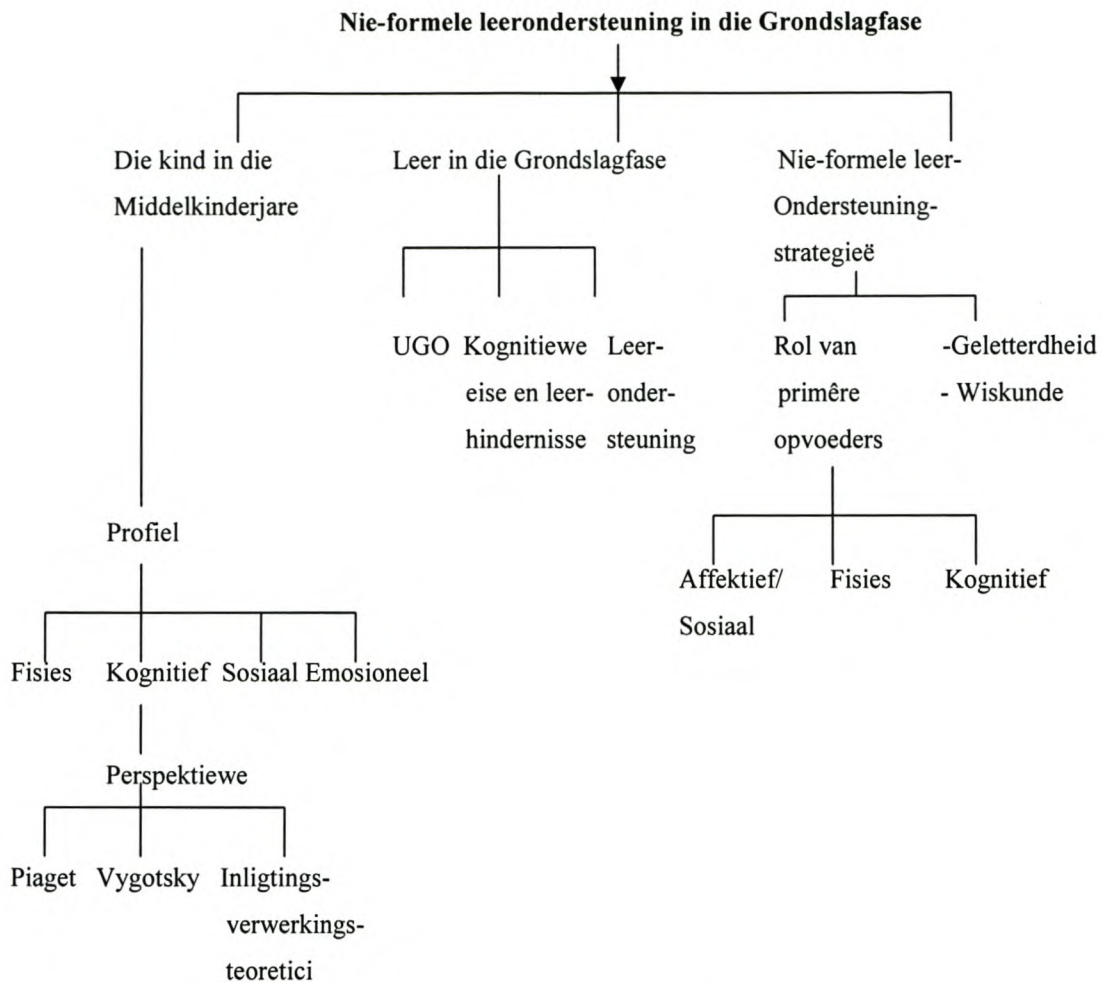 Nie-formele leerondersteuning in die Grondslagfase
Die kind in die
Middelkinderjare
Leer in die Grondslagfase
Nie-formele leer-
Ondersteuning-
strategieë
UGO
Kognitiewe
eise en leer-
hindernisse
Leer-
onder-
steuning
Rol van
primêre
opvoeders
-Geletterdheid
- Wiskunde
Profiel
Affektief/
Sosiaal
Fisies
Kognitief
Fisies
Kognitief
Sosiaal
Emosioneel
Perspektiewe
Piaget
Vygotsky
Inligtings-
verwerkings-
teoretici